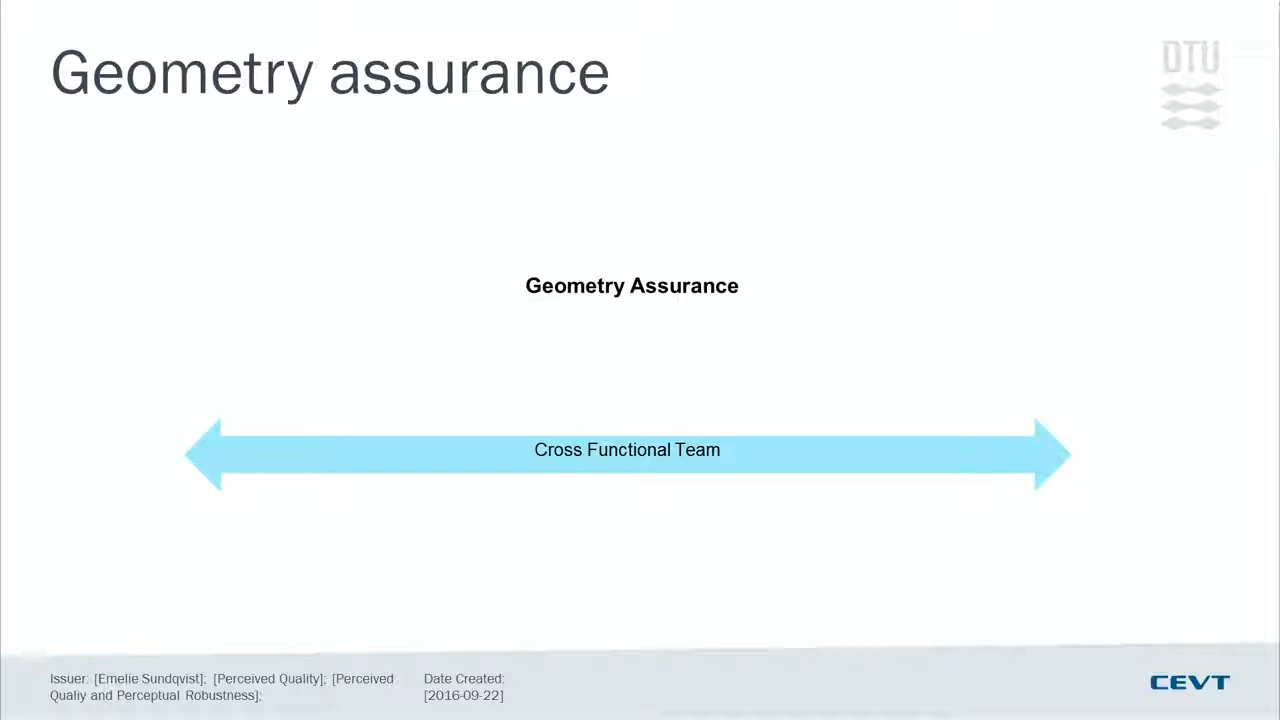 Geometry assurance
DTU
Geometry Assurance
Cross Functional Team
Issuer: [Emelie Sundqvist]; [Perceived Quality]; [Perceived
Qualiy and Perceptual Robustness];
Date Created:
[2016-09-22]
CEVT